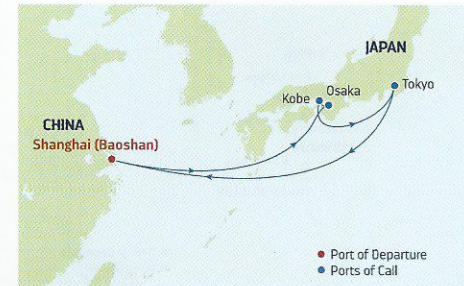 JAPAN
Osaka
Kobe
Tokyo
CHINA
Shanghai (Baoshan)
Port of Departure
Ports of Call